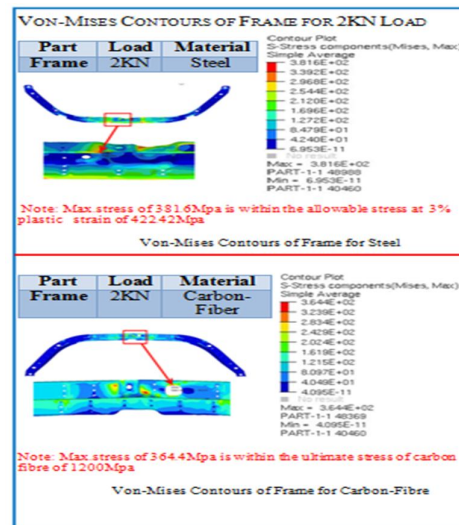 VON-MISES CONTOURS OF FRAME FOR 2KN LOAD
Part Load Material
Frame 2KN Steel
Contour Plot
S-Stress components(Mises, Max)
Simple Average
3.816E+02
3.392E+02
2.968E+02
2.544E+02
2.120E+02
1.696E+02
1.272E+02
8.479E+01
4.240E+01
6.953E-11
No result
Max = 3.816E+02
PART-1-1 48988
Min = 6.953E-11
PART-1-1 40460
Note: Max.stress of 381.6Mpa is within the allowable stress at 3%
plastic strain of 422.42Mpa
Von-Mises Contours of Frame for Steel
Part Load Material
Frame 2KN Carbon-
Fiber
Contour Plot
S-Stress components(Mises, Max)
Simple Average
3.644E+02
3.239E+02
2.834E+02
2.429E+02
2.024E+02
1.619E+02
1.215E+02
8.097E+01
4.049E+01
4.095E-11
No result
Max = 3.644E+02
PART-1-1 48369
Min = 4.095E-11
PART-1-1 40460
Note: Max.stress of 364.4Mpa is within the ultimate stress of carbon
fibre of 1200Mpa
Von-Mises Contours of Frame for Carbon-Fibre